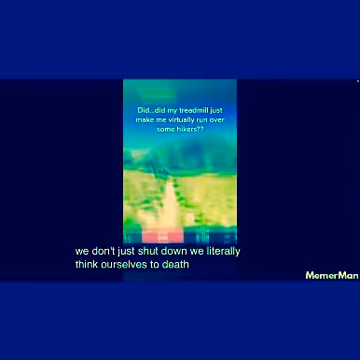 Did...did my treadmill just
make me virtually run over
some hikers??
we don't just shut down we literally
think ourselves to death
MemerMan